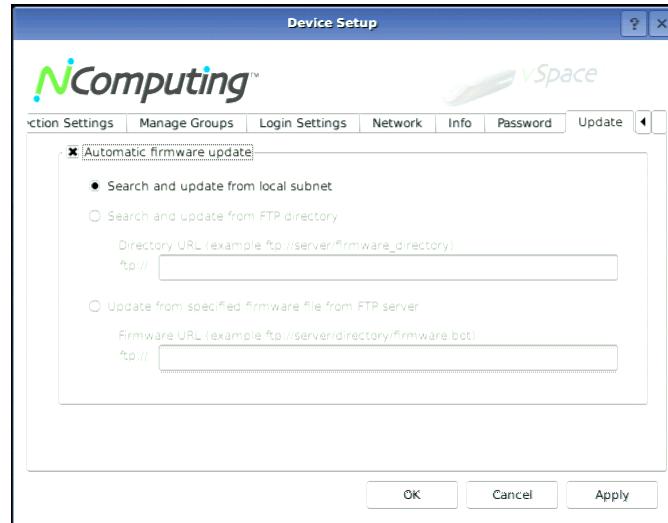 Device Setup
? ×
NComputing™
vSpace
ction Settings Manage Groups Login Settings Network Info Password Update
Automatic firmware update
Search and update from local subnet
Search and update from FTP directory
Directory URL (example ftp://server/firmware_directory)
ftp://
Update from specified firmware file from FTP server
Firmware URL (example ftp://server/directory/firmware.bot)
ftp://
OK Cancel Apply